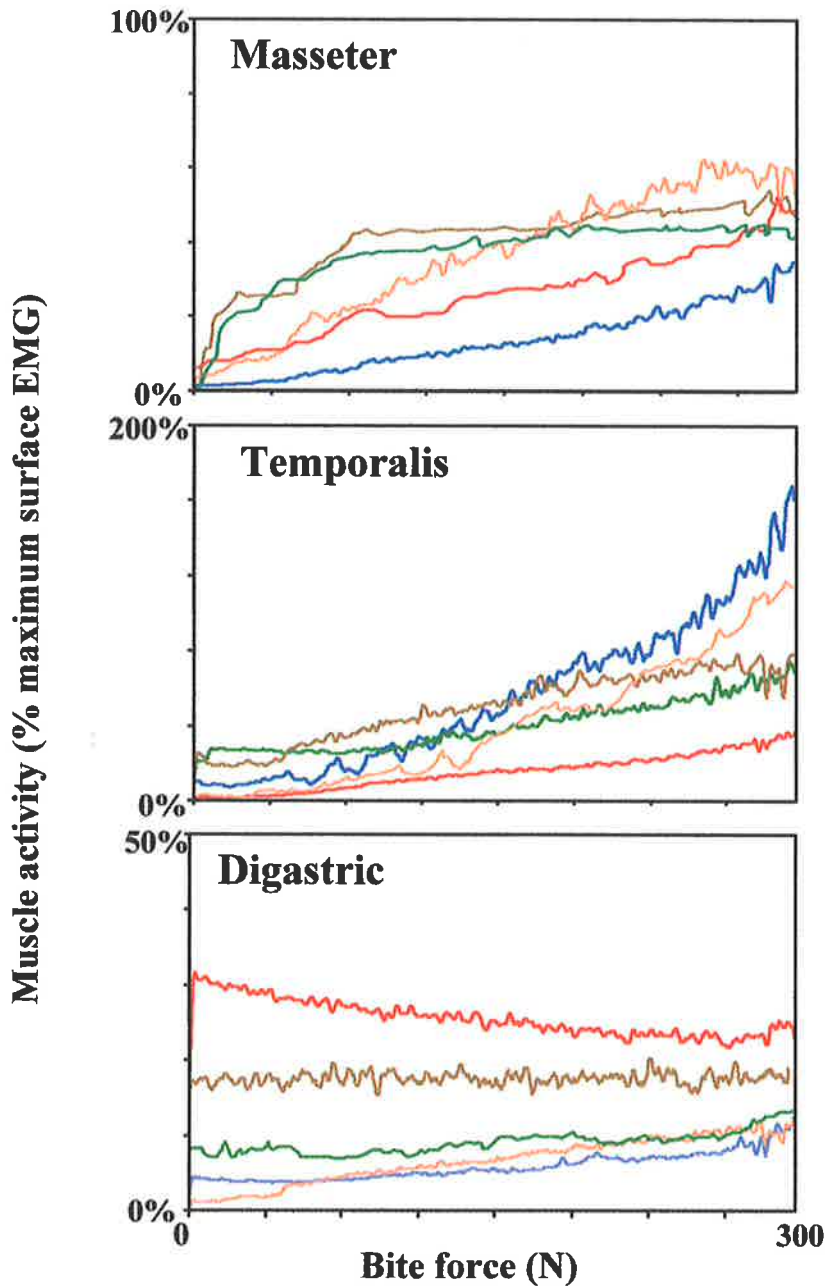 Muscle activity (% maximum surface EMG)
100%
Masseter
0%
200%
Temporalis
0%
50%
Digastric
0%
0
300
Bite force (N)